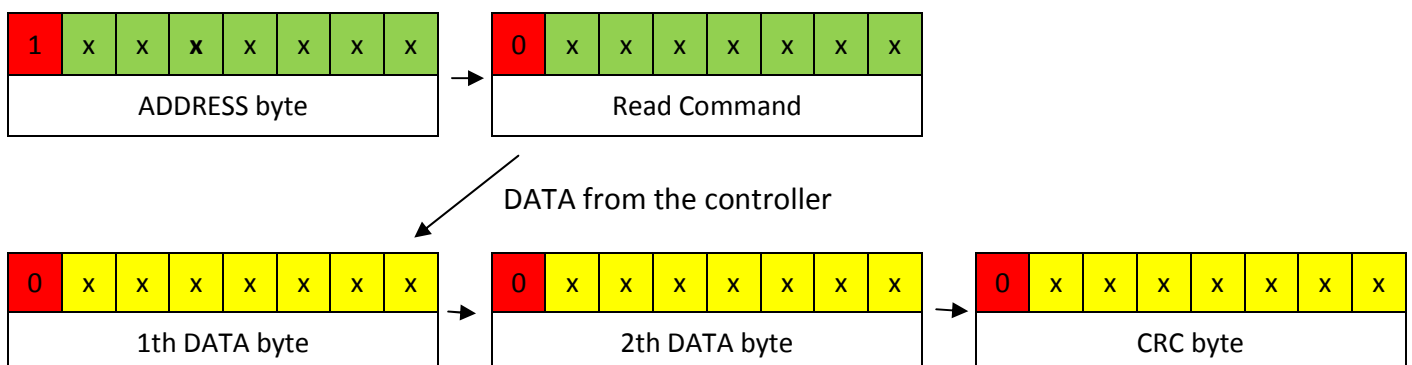 1 x x x x x x x 0 x x x x x x x
ADDRESS byte Read Command
DATA from the controller
0 x x x x x x x 0 x x x x x x x 0 x x x x x x x
1th DATA byte 2th DATA byte CRC byte